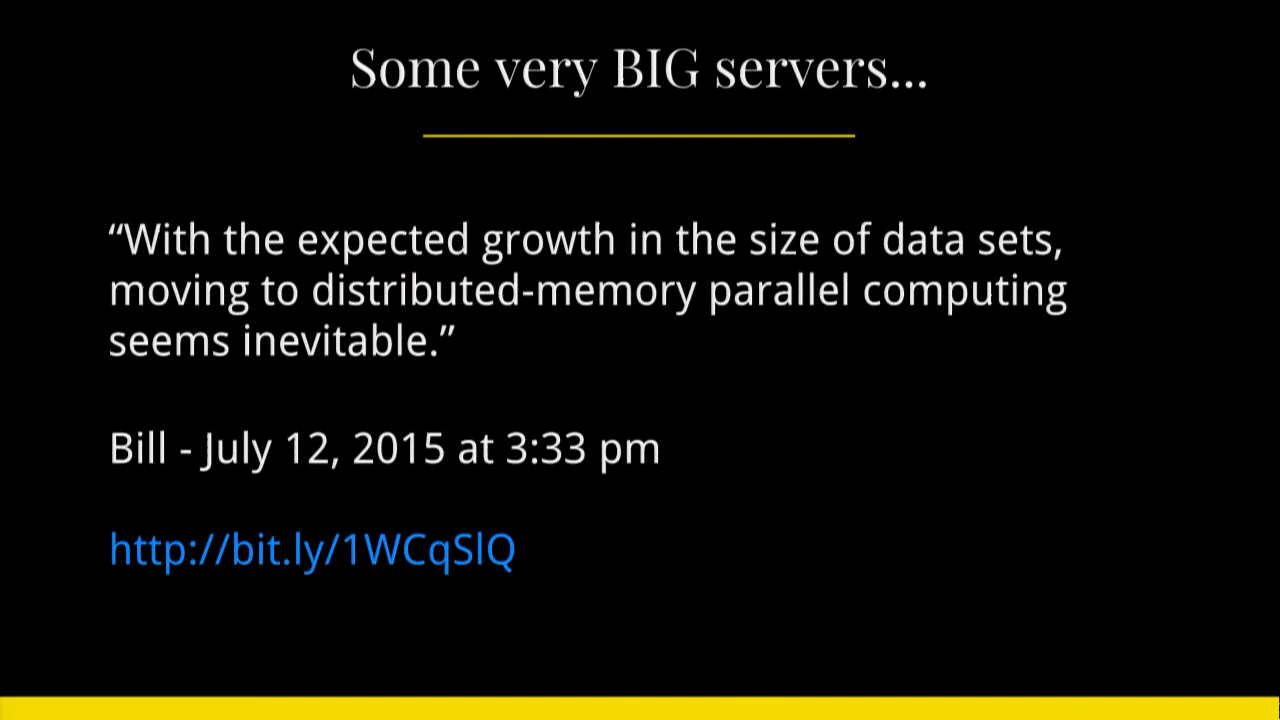 Some very BIG servers...
“With the expected growth in the size of data sets,
moving to distributed-memory parallel computing
seems inevitable.”
Bill - July 12, 2015 at 3:33 pm
http://bit.ly/1WCqSlQ